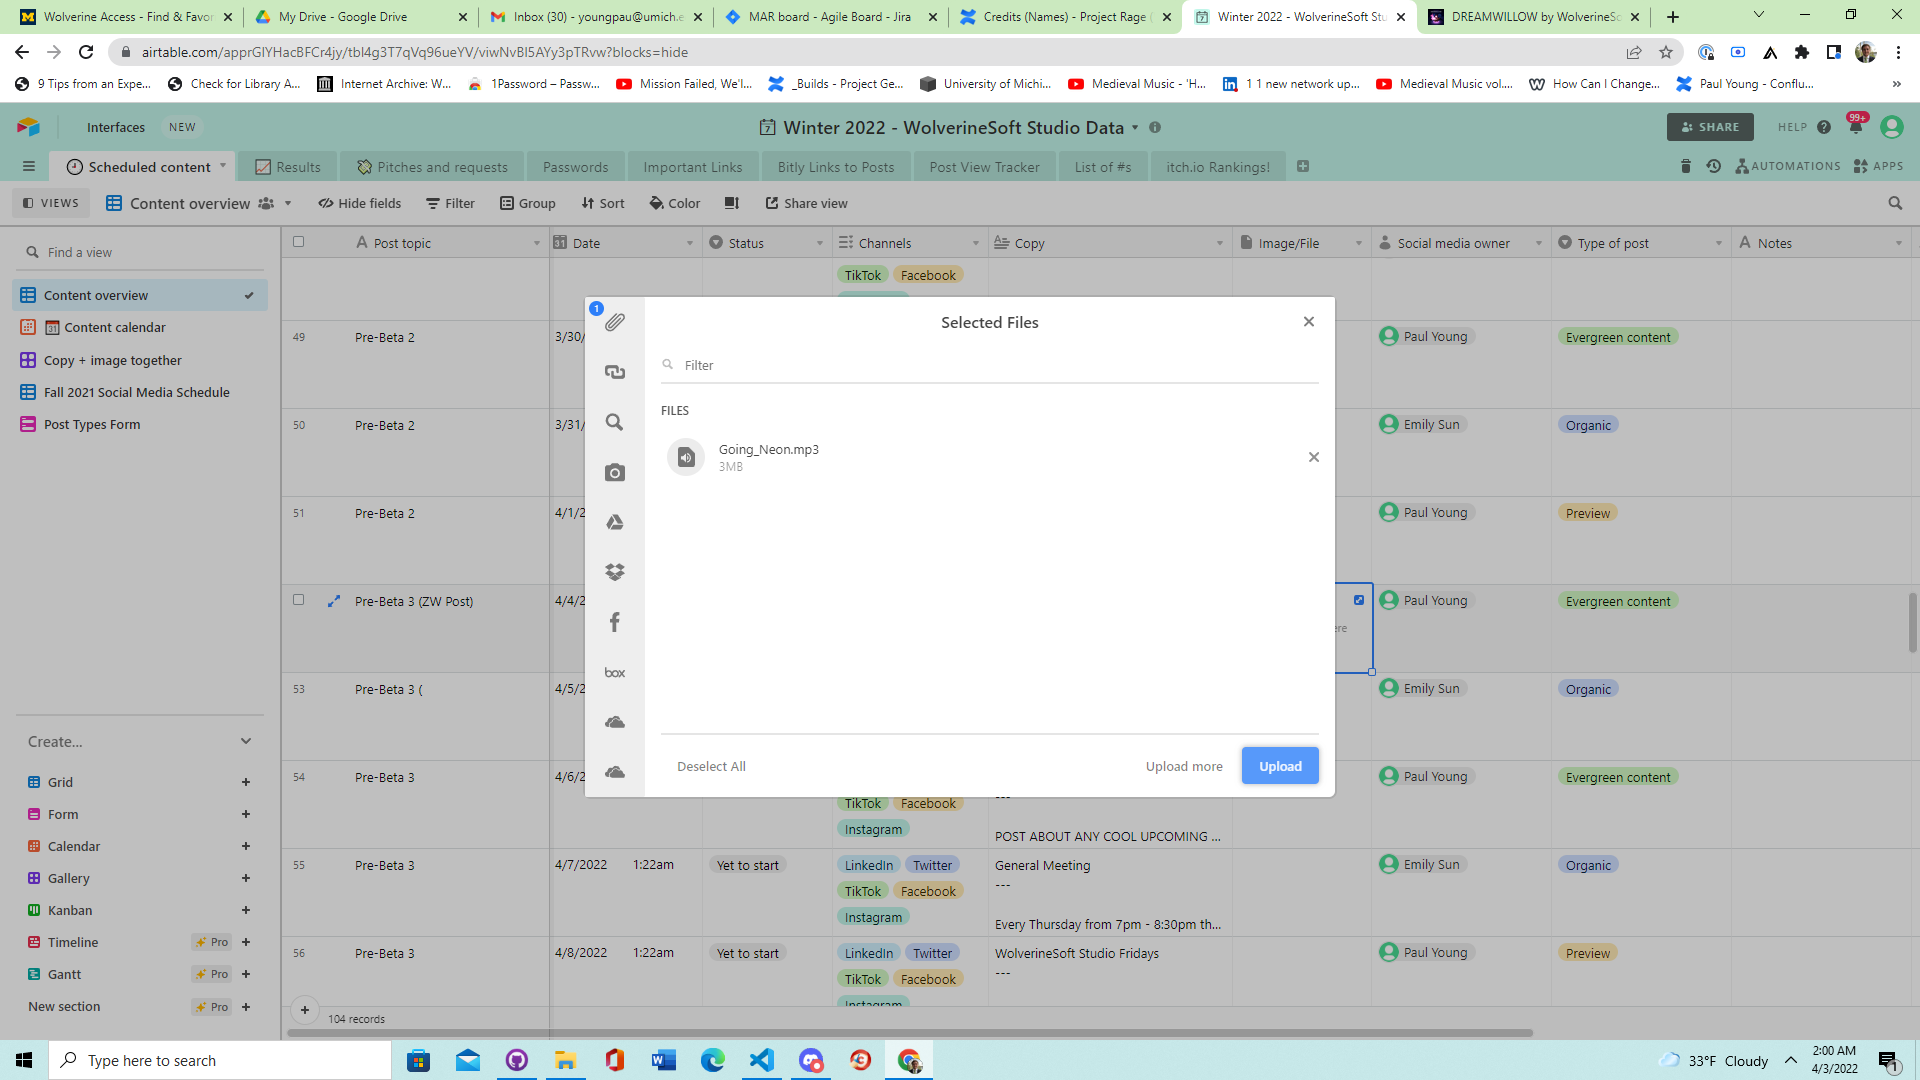 Wolverine Access - Find & Favor
My Drive - Google Drive
Inbox (30) - youngpau@umich.e
MAR board - Agile Board - Jira
Credits (Names) - Project Rage (
Winter 2022 - WolverineSoft Stu
DREAMWILLOW by WolverineSo
airtable.com/apprGlYHacBFCr4jy/tbl4g3T7qVq96ueYV/viwNvBI5AYy3pTRvw?blocks=hide
9 Tips from an Expe...
Check for Library A...
Internet Archive: W...
1Password – Passw...
Mission Failed, We'l...
_Builds - Project Ge...
University of Michi...
Medieval Music - 'H...
1 1 new network up...
Medieval Music vol....
How Can I Change...
Paul Young - Conflu...
»
Interfaces
NEW
Winter 2022 - WolverineSoft Studio Data
SHARE
HELP
99+
Scheduled content
Results
Pitches and requests
Passwords
Important Links
Bitly Links to Posts
Post View Tracker
List of #s
itch.io Rankings!
AUTOMATIONS
APPS
VIEWS
Content overview
Hide fields
Filter
Group
Sort
Color
Share view
Find a view
Content overview
Content calendar
Copy + image together
Fall 2021 Social Media Schedule
Post Types Form
Create...
Grid
Form
Calendar
Gallery
Kanban
Timeline
Pro
Gantt
Pro
New section
Pro
Post topic
Date
Status
Channels
Copy
Image/File
Social media owner
Type of post
Notes
TikTok Facebook
49 Pre-Beta 2 3/30/ Paul Young Evergreen content
50 Pre-Beta 2 3/31/ Emily Sun Organic
51 Pre-Beta 2 4/1/2 Paul Young Preview
Pre-Beta 3 (ZW Post) 4/4/2 ere Paul Young Evergreen content
53 Pre-Beta 3 ( 4/5/2 Emily Sun Organic
54 Pre-Beta 3 4/6/2 Paul Young Evergreen content
TikTok Facebook ---
Instagram POST ABOUT ANY COOL UPCOMING ...
55 Pre-Beta 3 4/7/2022 1:22am Yet to start LinkedIn Twitter General Meeting Emily Sun Organic
TikTok Facebook ---
Instagram Every Thursday from 7pm - 8:30pm th...
56 Pre-Beta 3 4/8/2022 1:22am Yet to start LinkedIn Twitter WolverineSoft Studio Fridays Paul Young Preview
TikTok Facebook ---
Instagram
104 records
1
Selected Files
Filter
FILES
Going_Neon.mp3
3MB
box
Deselect All
Upload more
Upload
Type here to search
33°F Cloudy
2:00 AM
4/3/2022
1